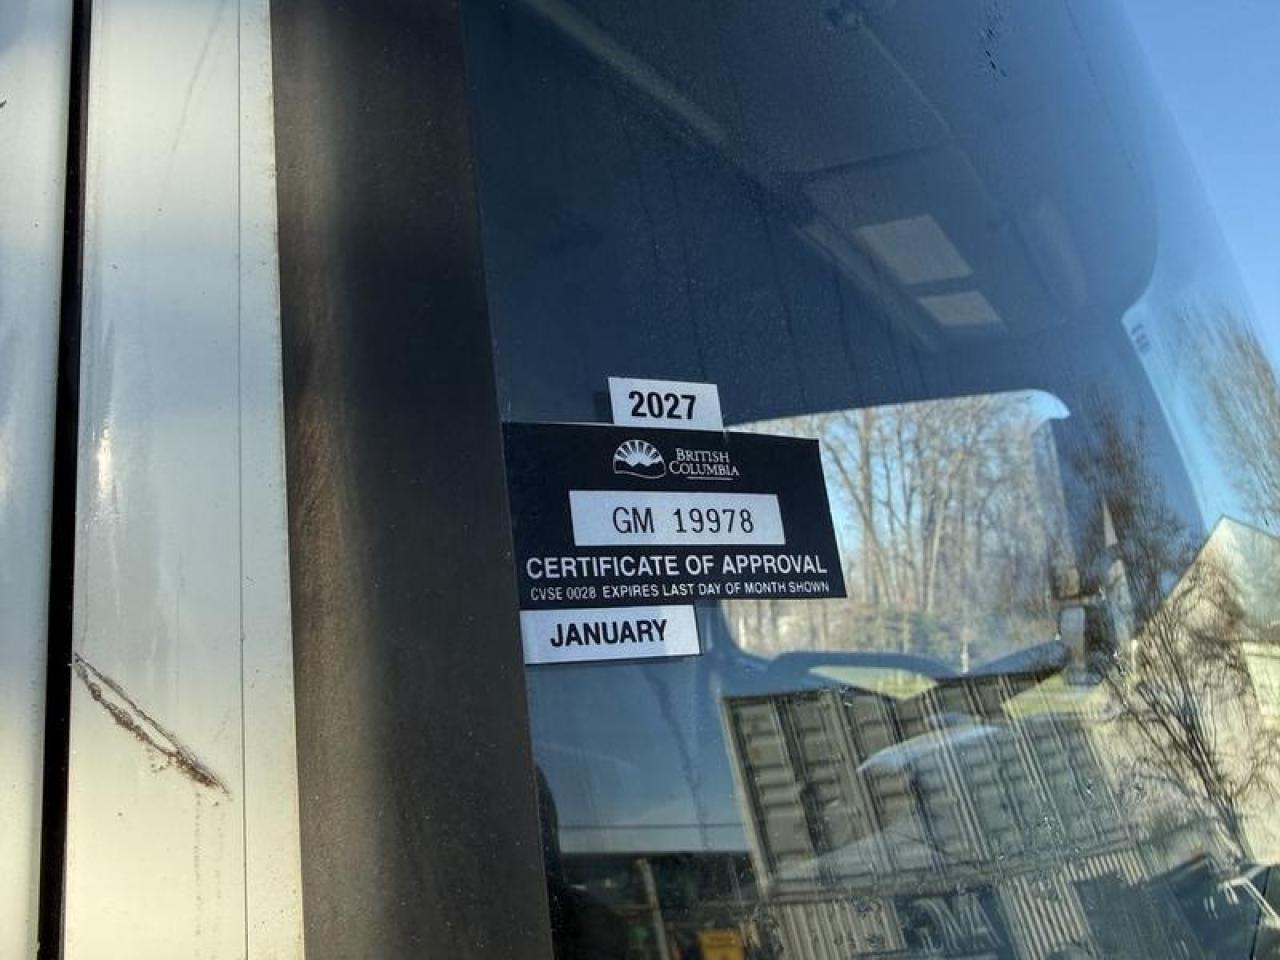 2027
BRITISH
COLUMBIA
GM 19978
CERTIFICATE OF APPROVAL
CVSE 0028 EXPIRES LAST DAY OF MONTH SHOWN
JANUARY